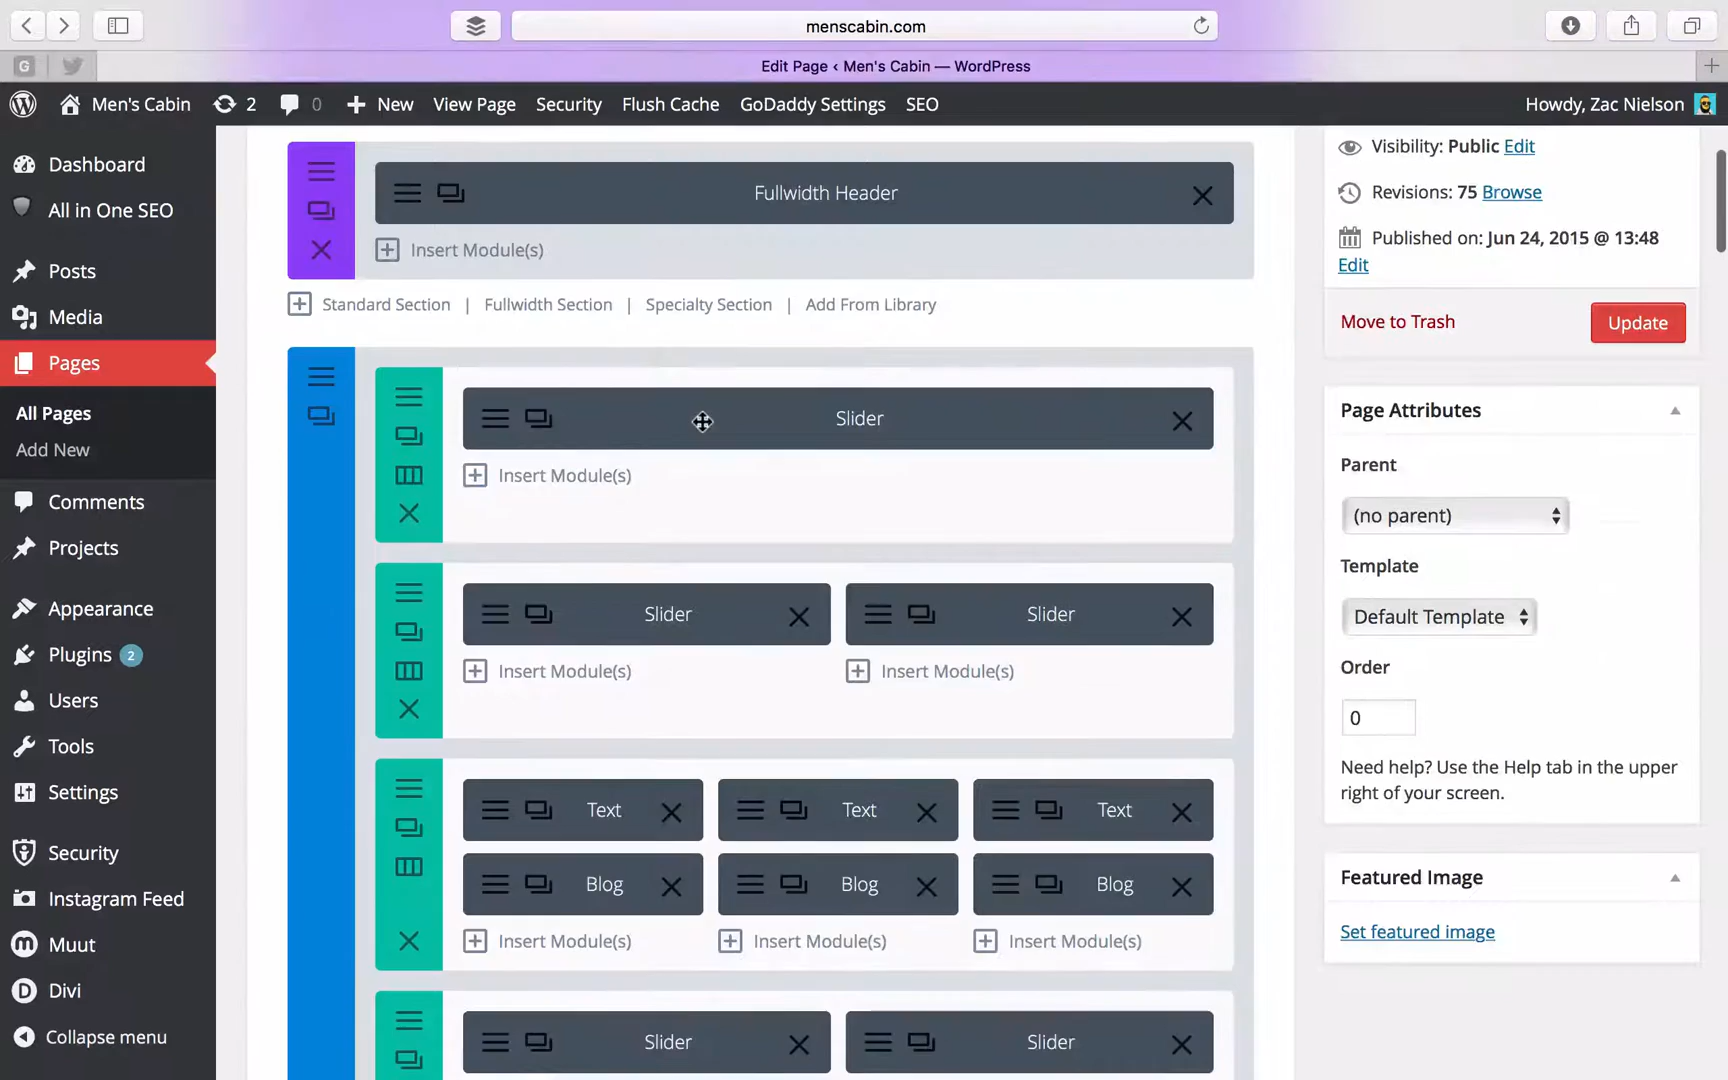 menscabin.com
G
Edit Page ‹ Men's Cabin — WordPress
Men's Cabin 2 0 New View Page Security Flush Cache GoDaddy Settings SEO Howdy, Zac Nielson
Dashboard
All in One SEO
Posts
Media
Pages
All Pages
Add New
Comments
Projects
Appearance
Plugins 2
Users
Tools
Settings
Security
Instagram Feed
Muut
Divi
Collapse menu
Fullwidth Header
Insert Module(s)
Standard Section | Fullwidth Section | Specialty Section | Add From Library
Slider
Insert Module(s)
Slider Slider
Insert Module(s) Insert Module(s)
Text Text Text
Blog Blog Blog
Insert Module(s) Insert Module(s) Insert Module(s)
Slider Slider
Visibility: Public Edit
Revisions: 75 Browse
Published on: Jun 24, 2015 @ 13:48
Edit
Move to Trash Update
Page Attributes
Parent
(no parent)
Template
Default Template
Order
0
Need help? Use the Help tab in the upper
right of your screen.
Featured Image
Set featured image